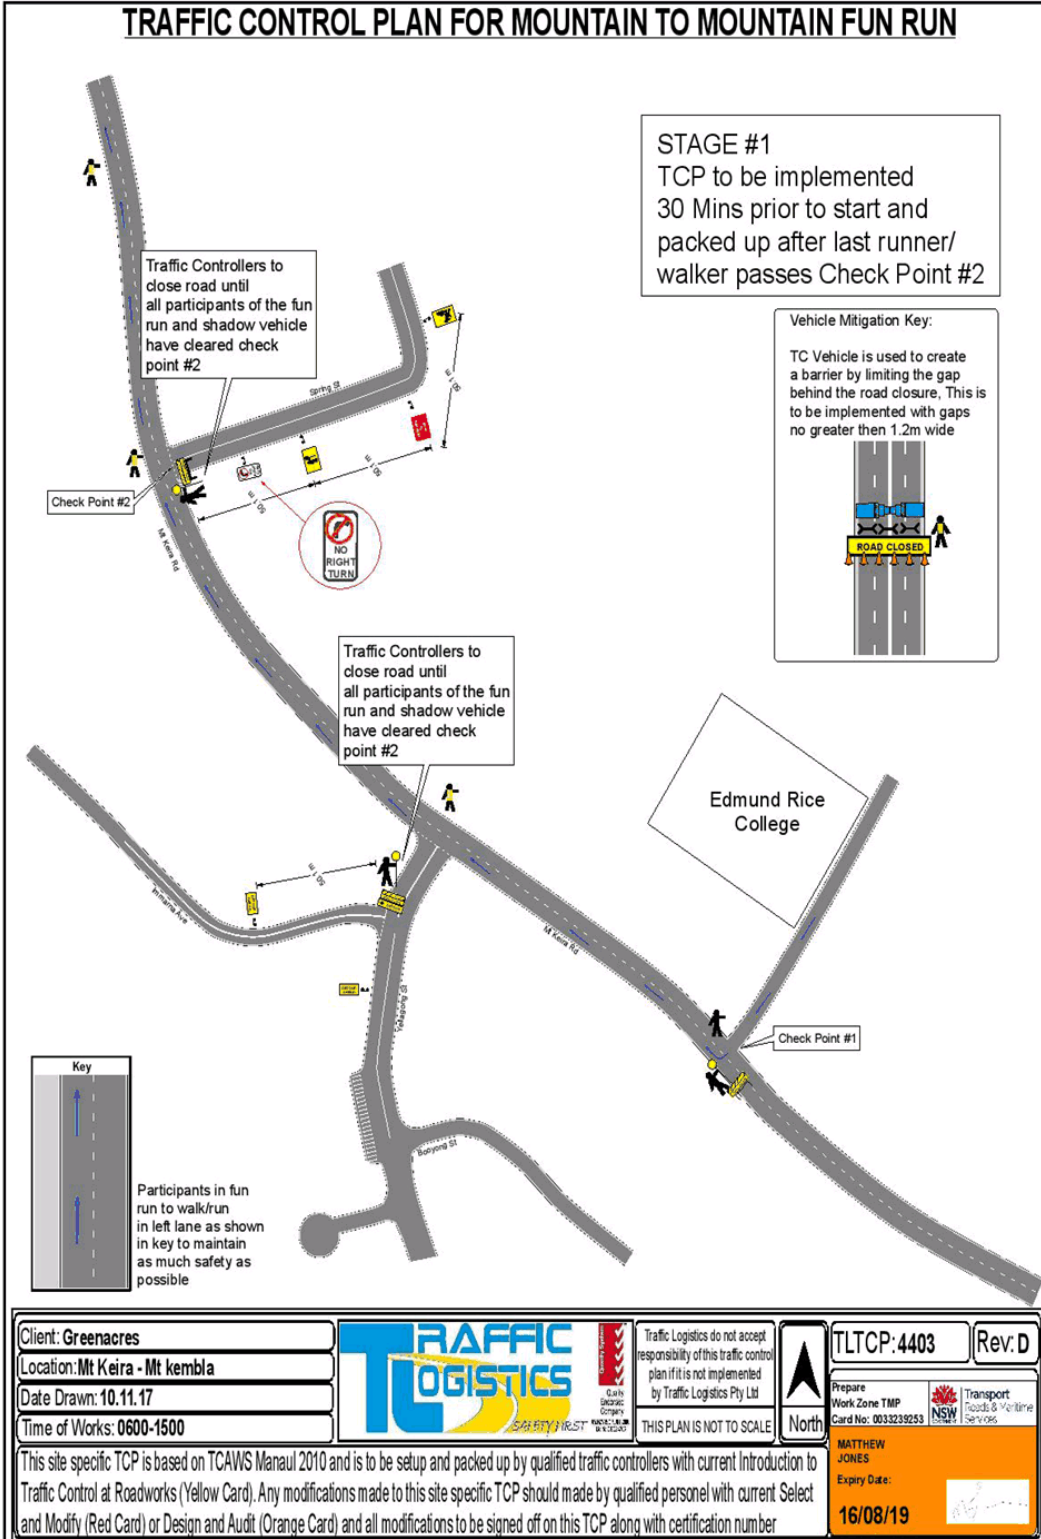 TRAFFIC CONTROL PLAN FOR MOUNTAIN TO MOUNTAIN FUN RUN
STAGE #1
TCP to be implemented
30 Mins prior to start and
packed up after last runner/
walker passes Check Point #2
Traffic Controllers to
close road until
all participants of the fun
run and shadow vehicle
have cleared check
point #2
Vehicle Mitigation Key:
TC Vehicle is used to create
a barrier by limiting the gap
behind the road closure, This is
to be implemented with gaps
no greater then 1.2m wide
ROAD CLOSED
Spring St
50.1 m
50.1 m
50.1 m
Check Point #2
Mt Keira Rd
NO
RIGHT
TURN
Traffic Controllers to
close road until
all participants of the fun
run and shadow vehicle
have cleared check
point #2
Edmund Rice
College
50.1 m
Mt Keira Rd
Yellagong St
Check Point #1
Booyong St
Key
Participants in fun
run to walk/run
in left lane as shown
in key to maintain
as much safety as
possible
Client: Greenacres
Location: Mt Keira - Mt kembla
Date Drawn: 10.11.17
Time of Works: 0600-1500
TRAFFIC
LOGISTICS
SAFETY FIRST
Quality
Endorsed
Company
Traffic Logistics do not accept
responsibility of this traffic control
plan if it is not implemented
by Traffic Logistics Pty Ltd
THIS PLAN IS NOT TO SCALE
North
TLTCP: 4403
Rev: D
Prepare
Work Zone TMP
Card No: 0033239253
NSW
Transport
Roads & Maritime
Services
MATTHEW
JONES
Expiry Date:
16/08/19
This site specific TCP is based on TCAWS Manaul 2010 and is to be setup and packed up by qualified traffic controllers with current Introduction to
Traffic Control at Roadworks (Yellow Card). Any modifications made to this site specific TCP should made by qualified personel with current Select
and Modify (Red Card) or Design and Audit (Orange Card) and all modifications to be signed off on this TCP along with certification number